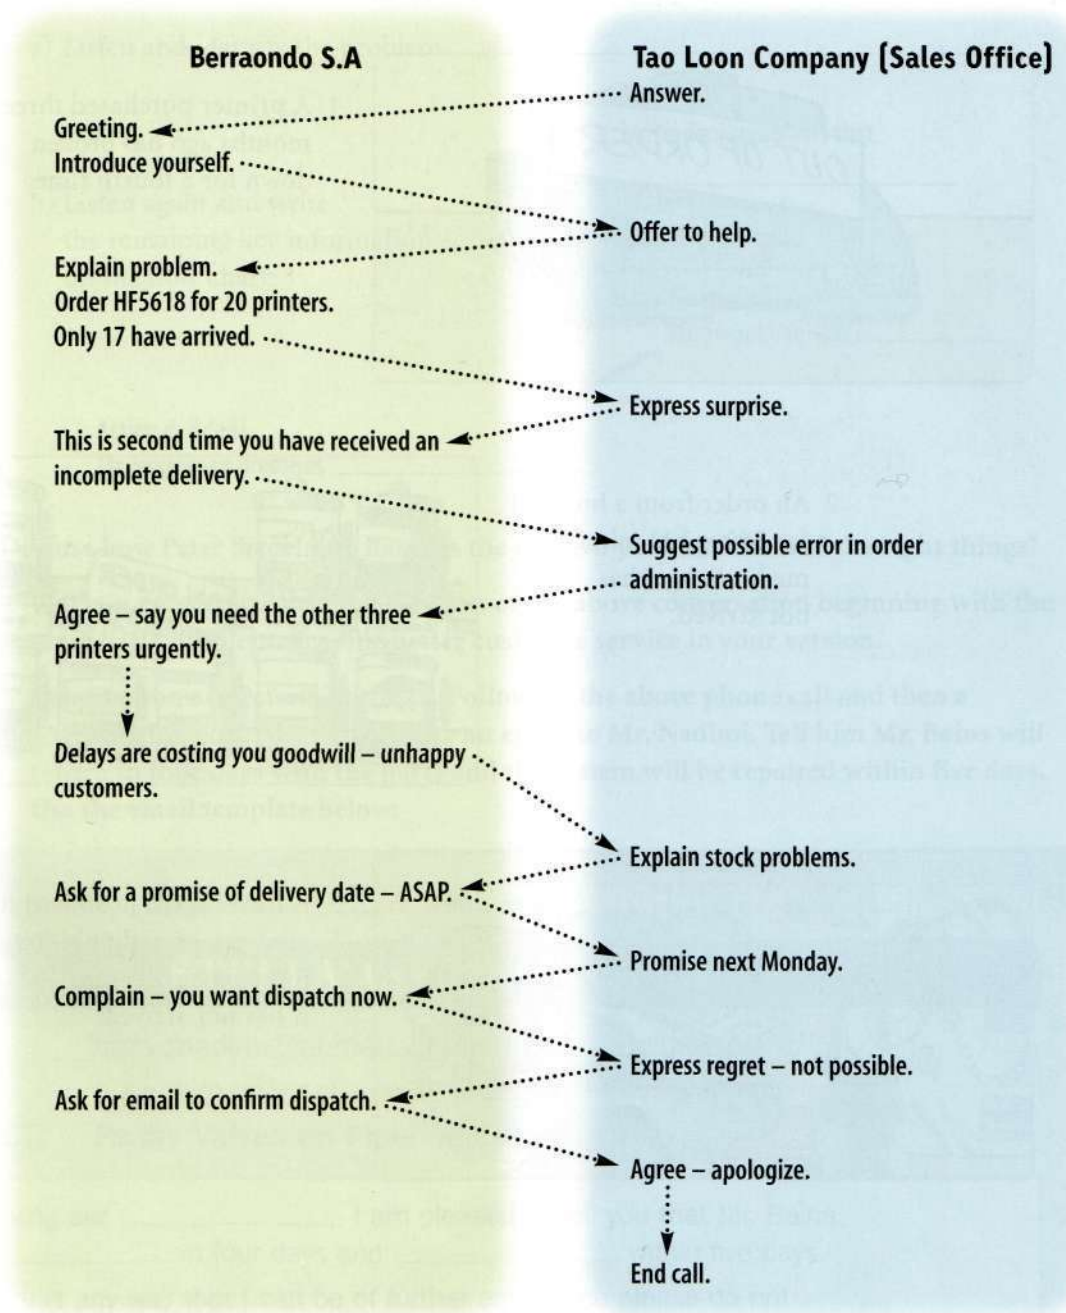 Berraondo S.A
Tao Loon Company (Sales Office)
Answer.
Greeting.
Introduce yourself.
Offer to help.
Explain problem.
Order HF5618 for 20 printers.
Only 17 have arrived.
Express surprise.
This is second time you have received an
incomplete delivery.
Suggest possible error in order
administration.
Agree – say you need the other three
printers urgently.
Delays are costing you goodwill – unhappy
customers.
Explain stock problems.
Ask for a promise of delivery date – ASAP.
Promise next Monday.
Complain – you want dispatch now.
Express regret – not possible.
Ask for email to confirm dispatch.
Agree – apologize.
End call.